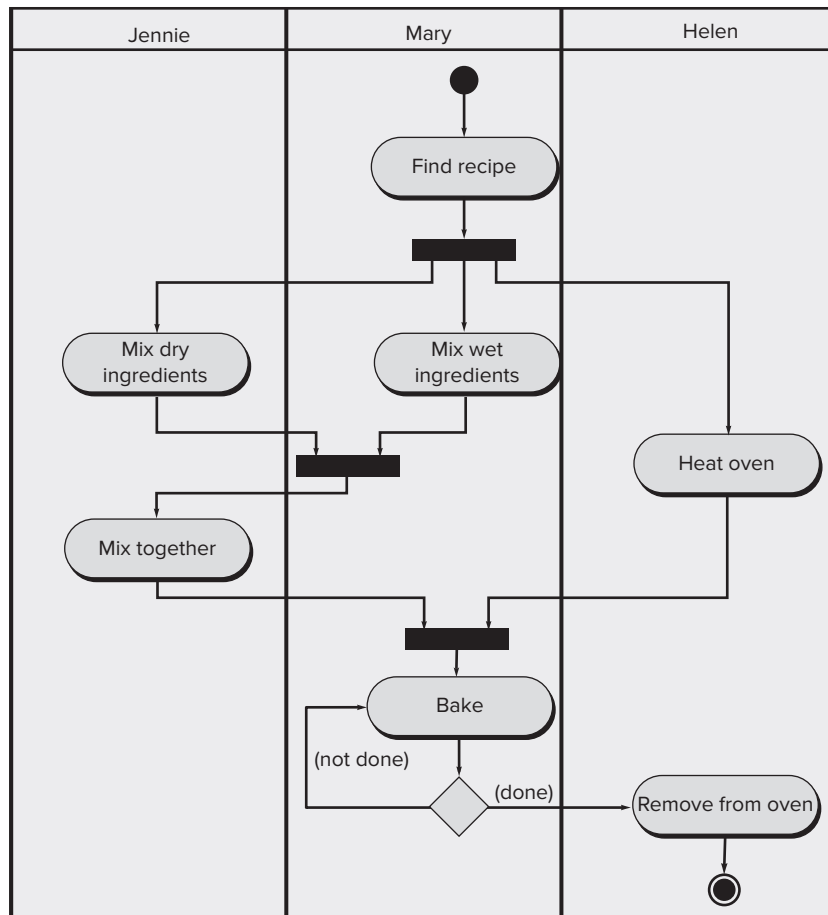 Jennie
Mary
Helen
Find recipe
Mix dry
ingredients
Mix wet
ingredients
Heat oven
Mix together
Bake
(not done)
(done)
Remove from oven